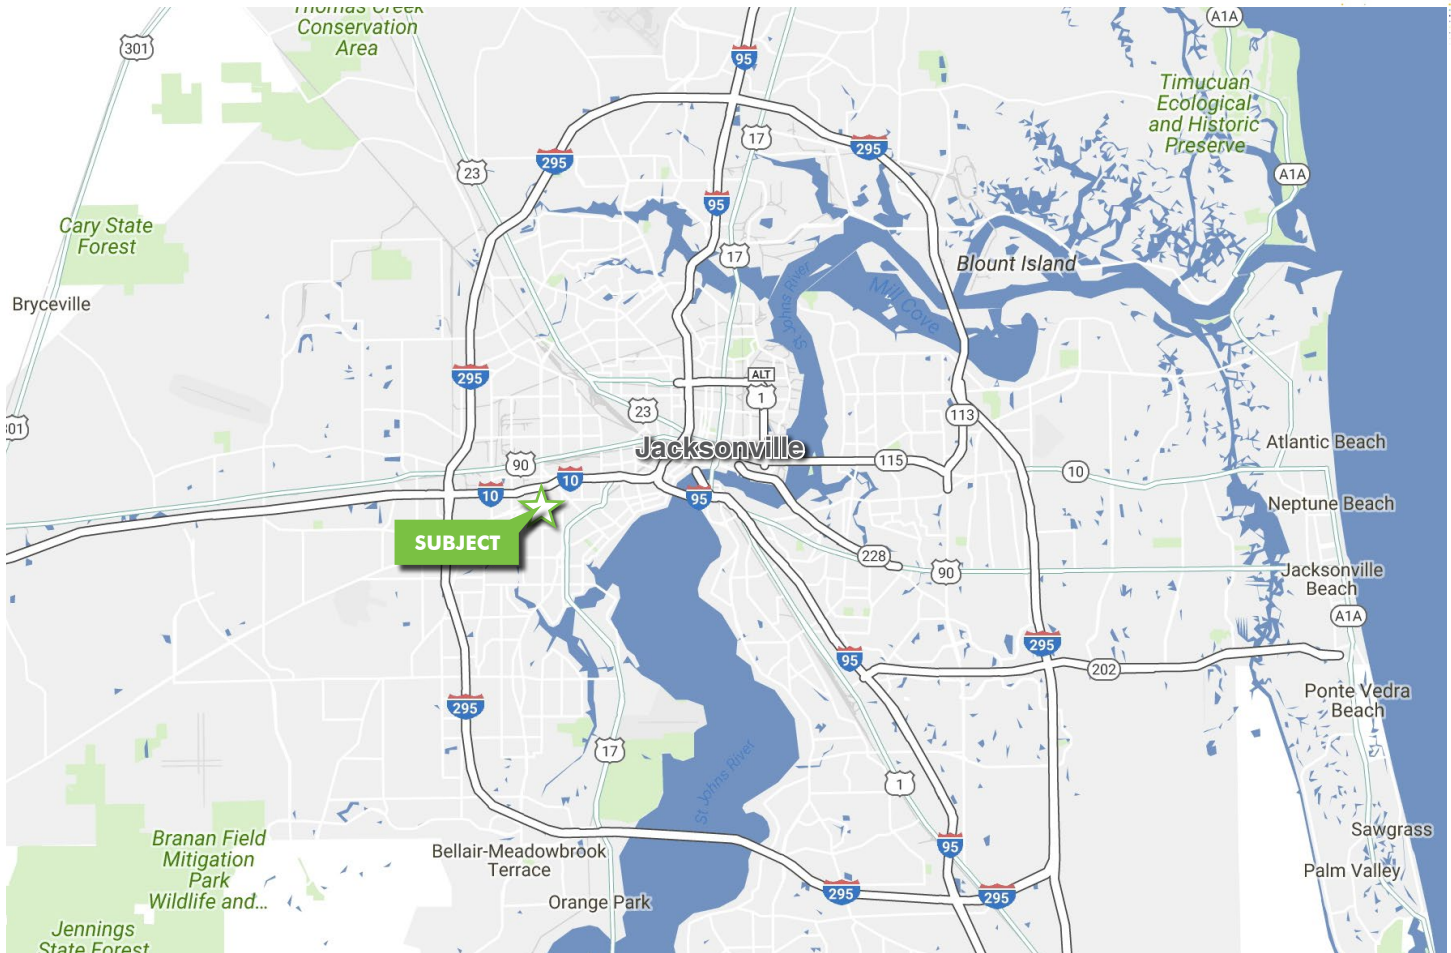 Thomas Creek
Conservation
Area
A1A
301
95
Timucuan
Ecological
and Historic
Preserve
17
295
295
23
A1A
95
Cary State
Forest
17
Blount Island
St Johns River
Mill Cove
Bryceville
295
ALT
1
23
113
301
Jacksonville
Atlantic Beach
90
115
10
10
10
95
Neptune Beach
SUBJECT
228
90
Jacksonville
Beach
A1A
295
95
202
Ponte Vedra
Beach
295
17
St Johns River
1
Branan Field
Mitigation
Park
Wildlife and...
Bellair-Meadowbrook
Terrace
95
Sawgrass
Palm Valley
295
295
Orange Park
Jennings
State Forest